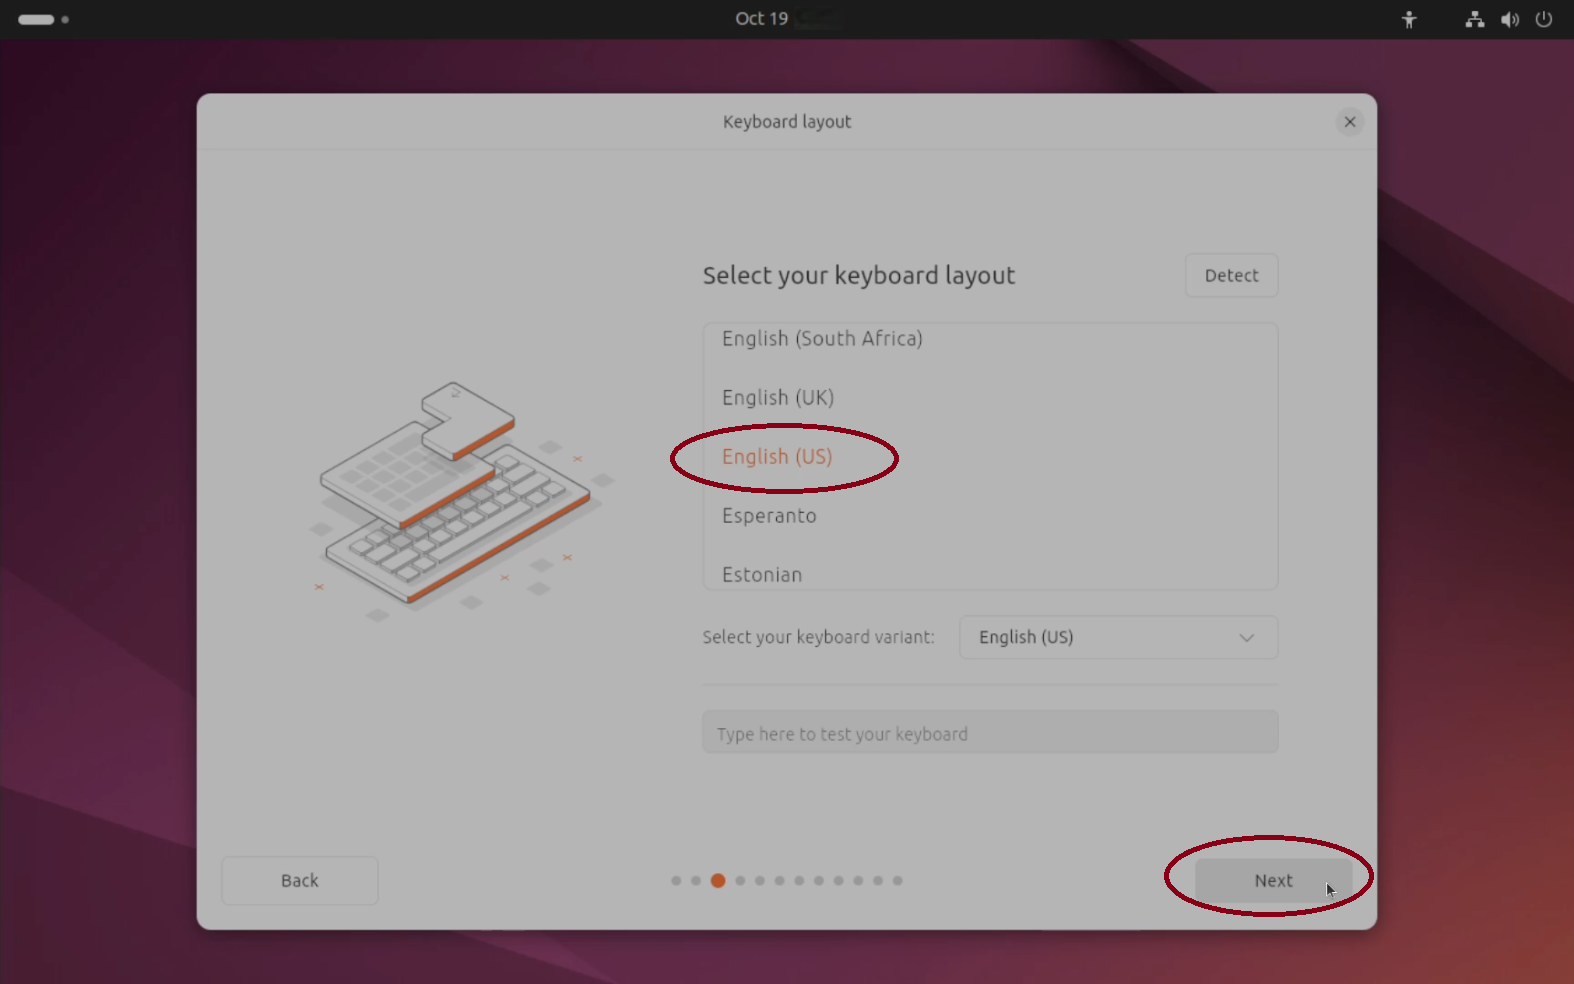 Oct 19
Keyboard layout
Select your keyboard layout
Detect
English (South Africa)
English (UK)
English (US)
Esperanto
Estonian
Select your keyboard variant:
English (US)
Type here to test your keyboard
Back
Next